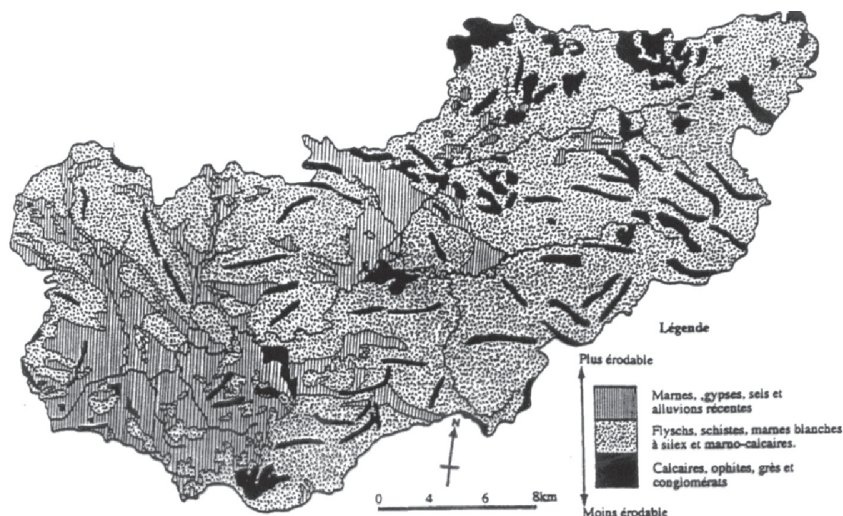 Légende
Plus érodable
Marnes, ,gypses, sels et
alluvions récentes
Flyschs, schistes, marnes blanches
à silex et marno-calcaires.
Calcaires, ophites, grès et
conglomérats
Moins érodable
N
0 4 6 8km